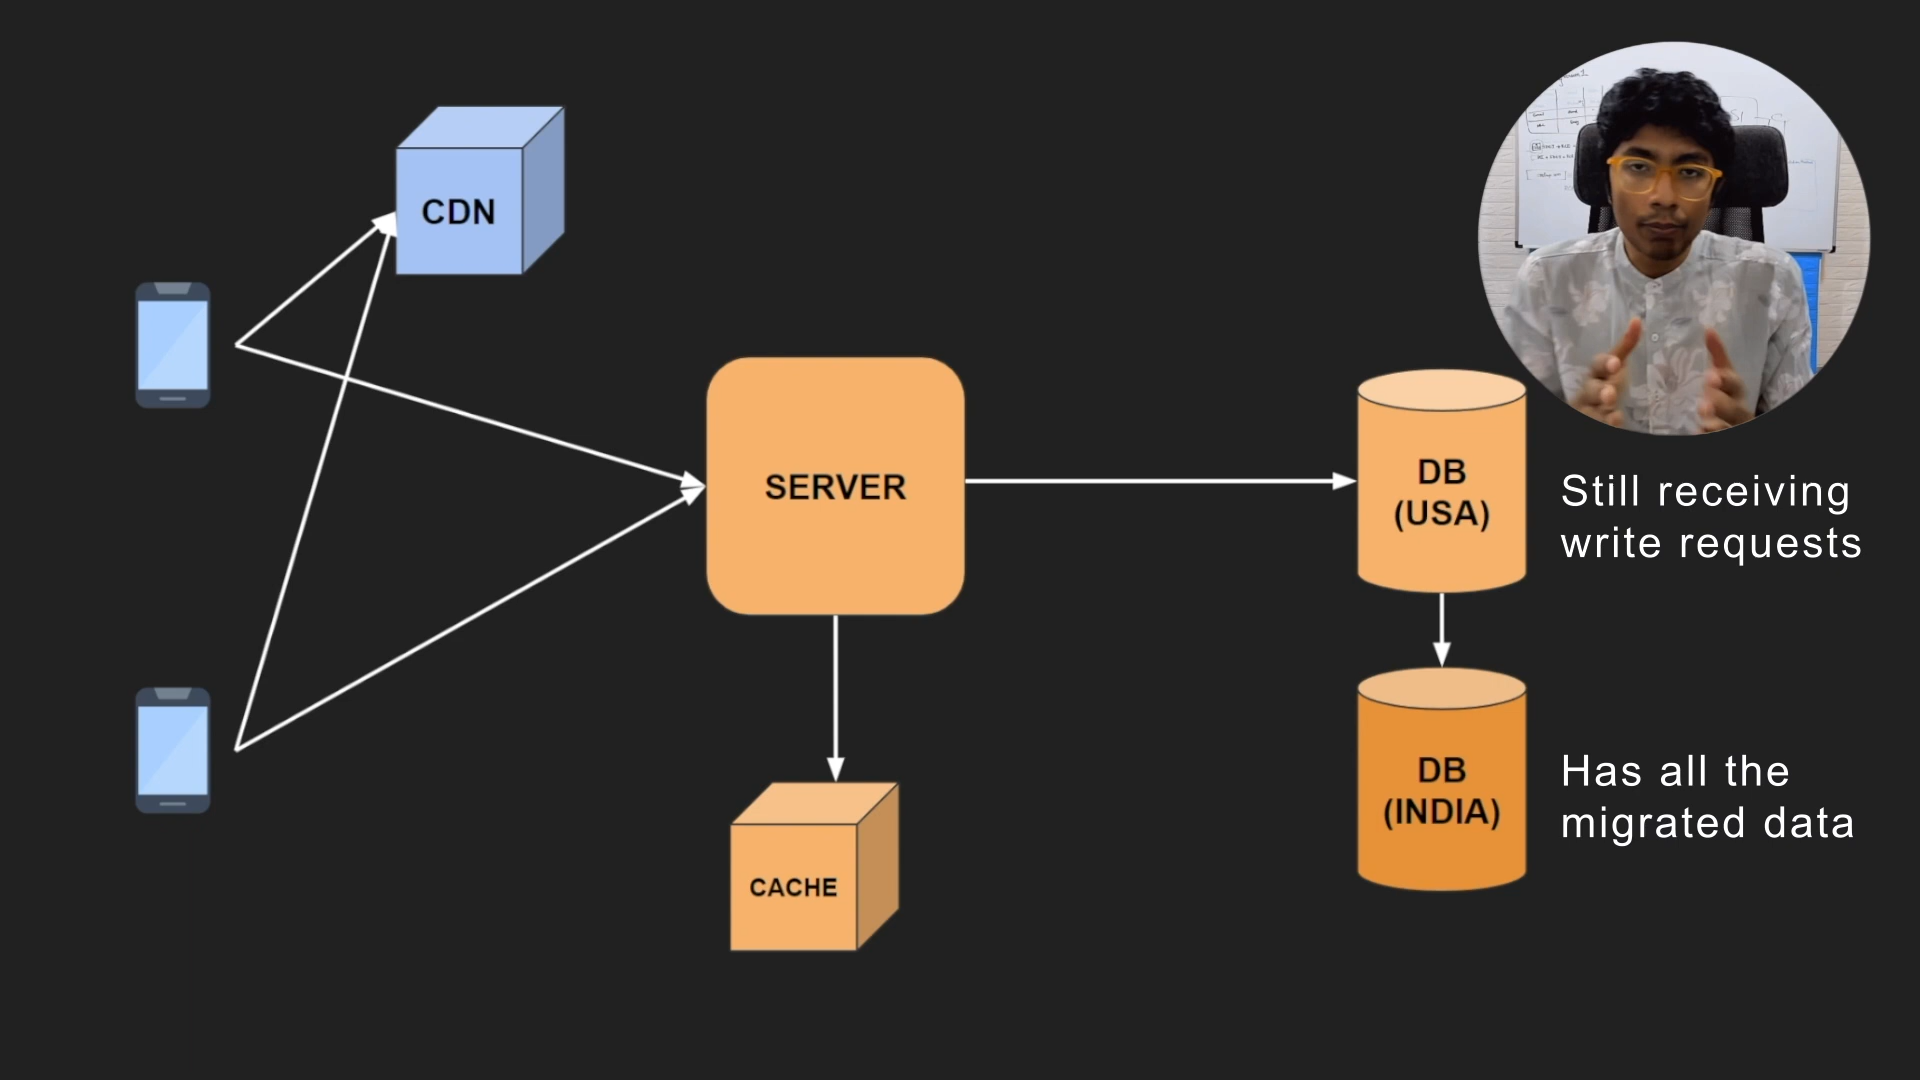 CDN
SERVER
DB
(USA)
Still receiving
write requests
DB
(INDIA)
Has all the
migrated data
CACHE